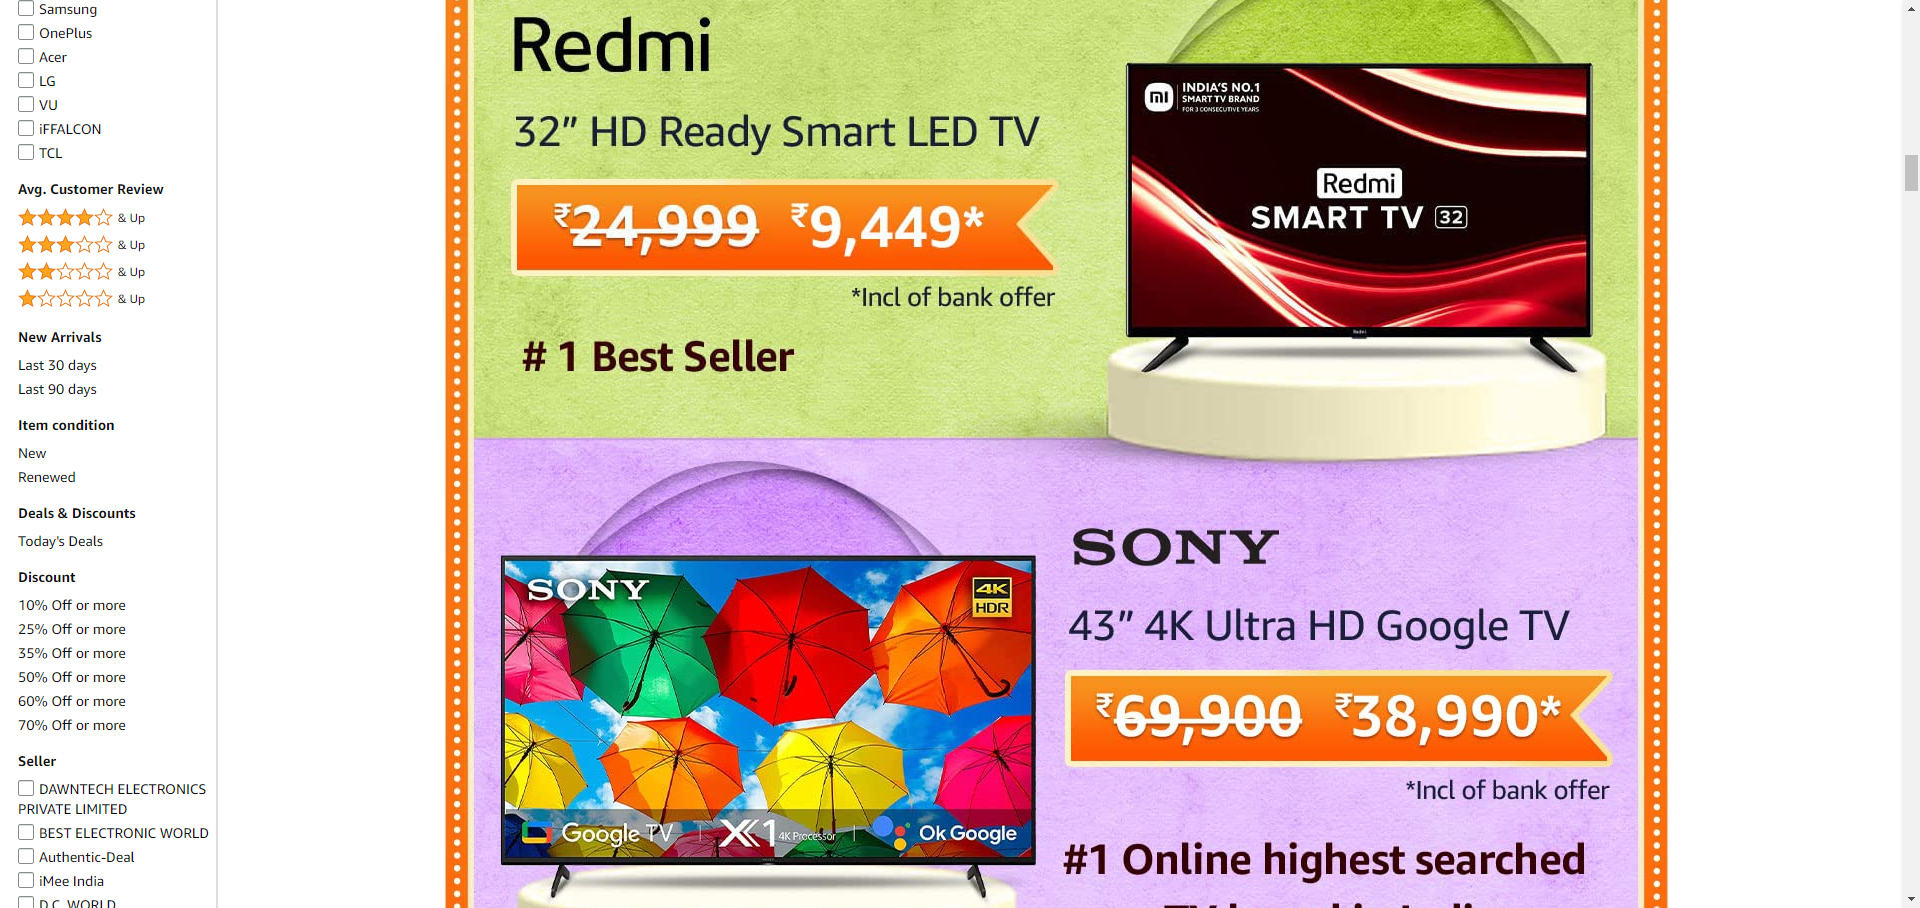 Samsung
OnePlus
Acer
LG
VU
iFFALCON
TCL
Avg. Customer Review
& Up
& Up
& Up
& Up
New Arrivals
Last 30 days
Last 90 days
Item condition
New
Renewed
Deals & Discounts
Today's Deals
Discount
10% Off or more
25% Off or more
35% Off or more
50% Off or more
60% Off or more
70% Off or more
Seller
DAWNTECH ELECTRONICS
PRIVATE LIMITED
BEST ELECTRONIC WORLD
Authentic-Deal
iMee India
D.C. WORLD
Redmi
32" HD Ready Smart LED TV
₹24,999 ₹9,449*
*Incl of bank offer
# 1 Best Seller
mi
INDIA'S NO.1
SMART TV BRAND
FOR 3 CONSECUTIVE YEARS
Redmi
SMART TV 32
Redmi
SONY
4K
HDR
Google TV
X1 4K Processor
Ok Google
SONY
43" 4K Ultra HD Google TV
₹69,900 ₹38,990*
*Incl of bank offer
#1 Online highest searched